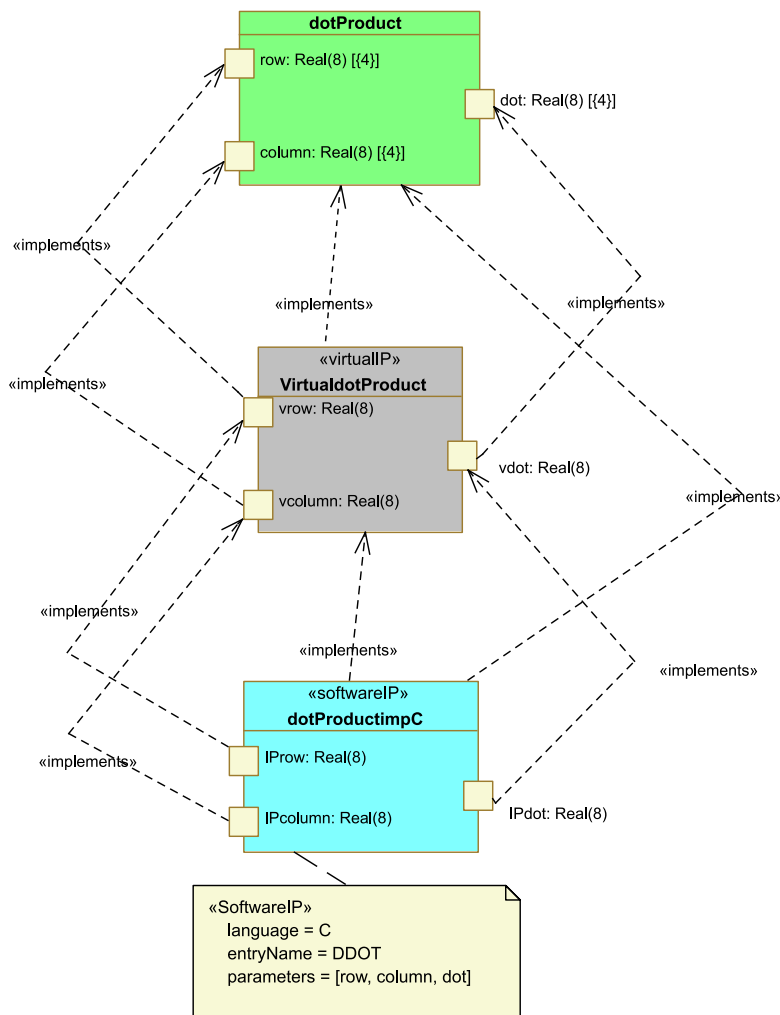 dotProduct
row: Real(8) [{4}]
dot: Real(8) [{4}]
column: Real(8) [{4}]
«implements»
«implements»
«implements»
«virtualIP»
VirtualdotProduct
«implements»
vrow: Real(8)
vdot: Real(8)
vcolumn: Real(8)
«implements»
«implements»
«implements»
«implements»
«softwareIP»
dotProductimpC
IProw: Real(8)
«implements»
IPcolumn: Real(8)
IPdot: Real(8)
«SoftwareIP»
language = C
entryName = DDOT
parameters = [row, column, dot]